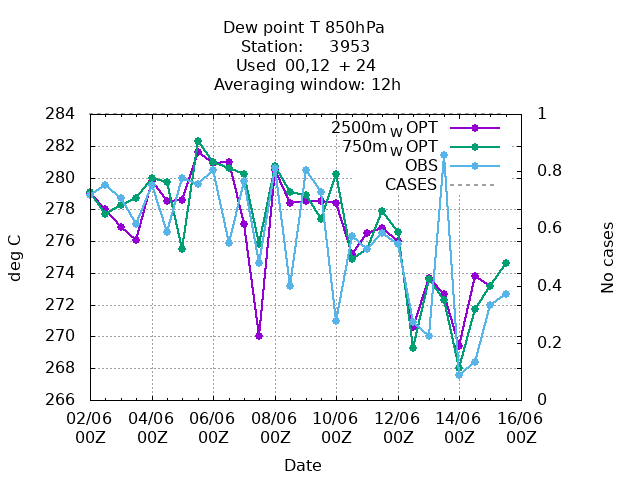 Dew point T 850hPa
Station: 3953
Used 00,12 + 24
Averaging window: 12h
284
282
280
278
276
274
272
270
268
266
deg C
1
0.8
0.6
0.4
0.2
0
No cases
2500m W OPT
750m W OPT
OBS
CASES
02/06 04/06 06/06 08/06 10/06 12/06 14/06 16/06
00Z 00Z 00Z 00Z 00Z 00Z 00Z 00Z
Date